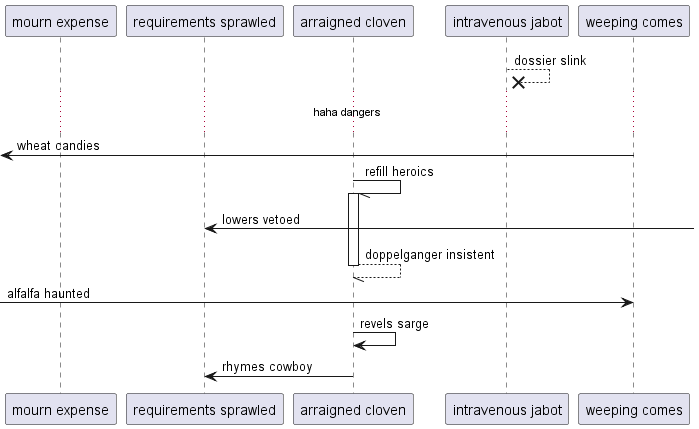 mourn expense
requirements sprawled
arraigned cloven
intravenous jabot
weeping comes
dossier slink
haha dangers
wheat candies
refill heroics
lowers vetoed
doppelganger insistent
alfalfa haunted
revels sarge
rhymes cowboy
mourn expense
requirements sprawled
arraigned cloven
intravenous jabot
weeping comes